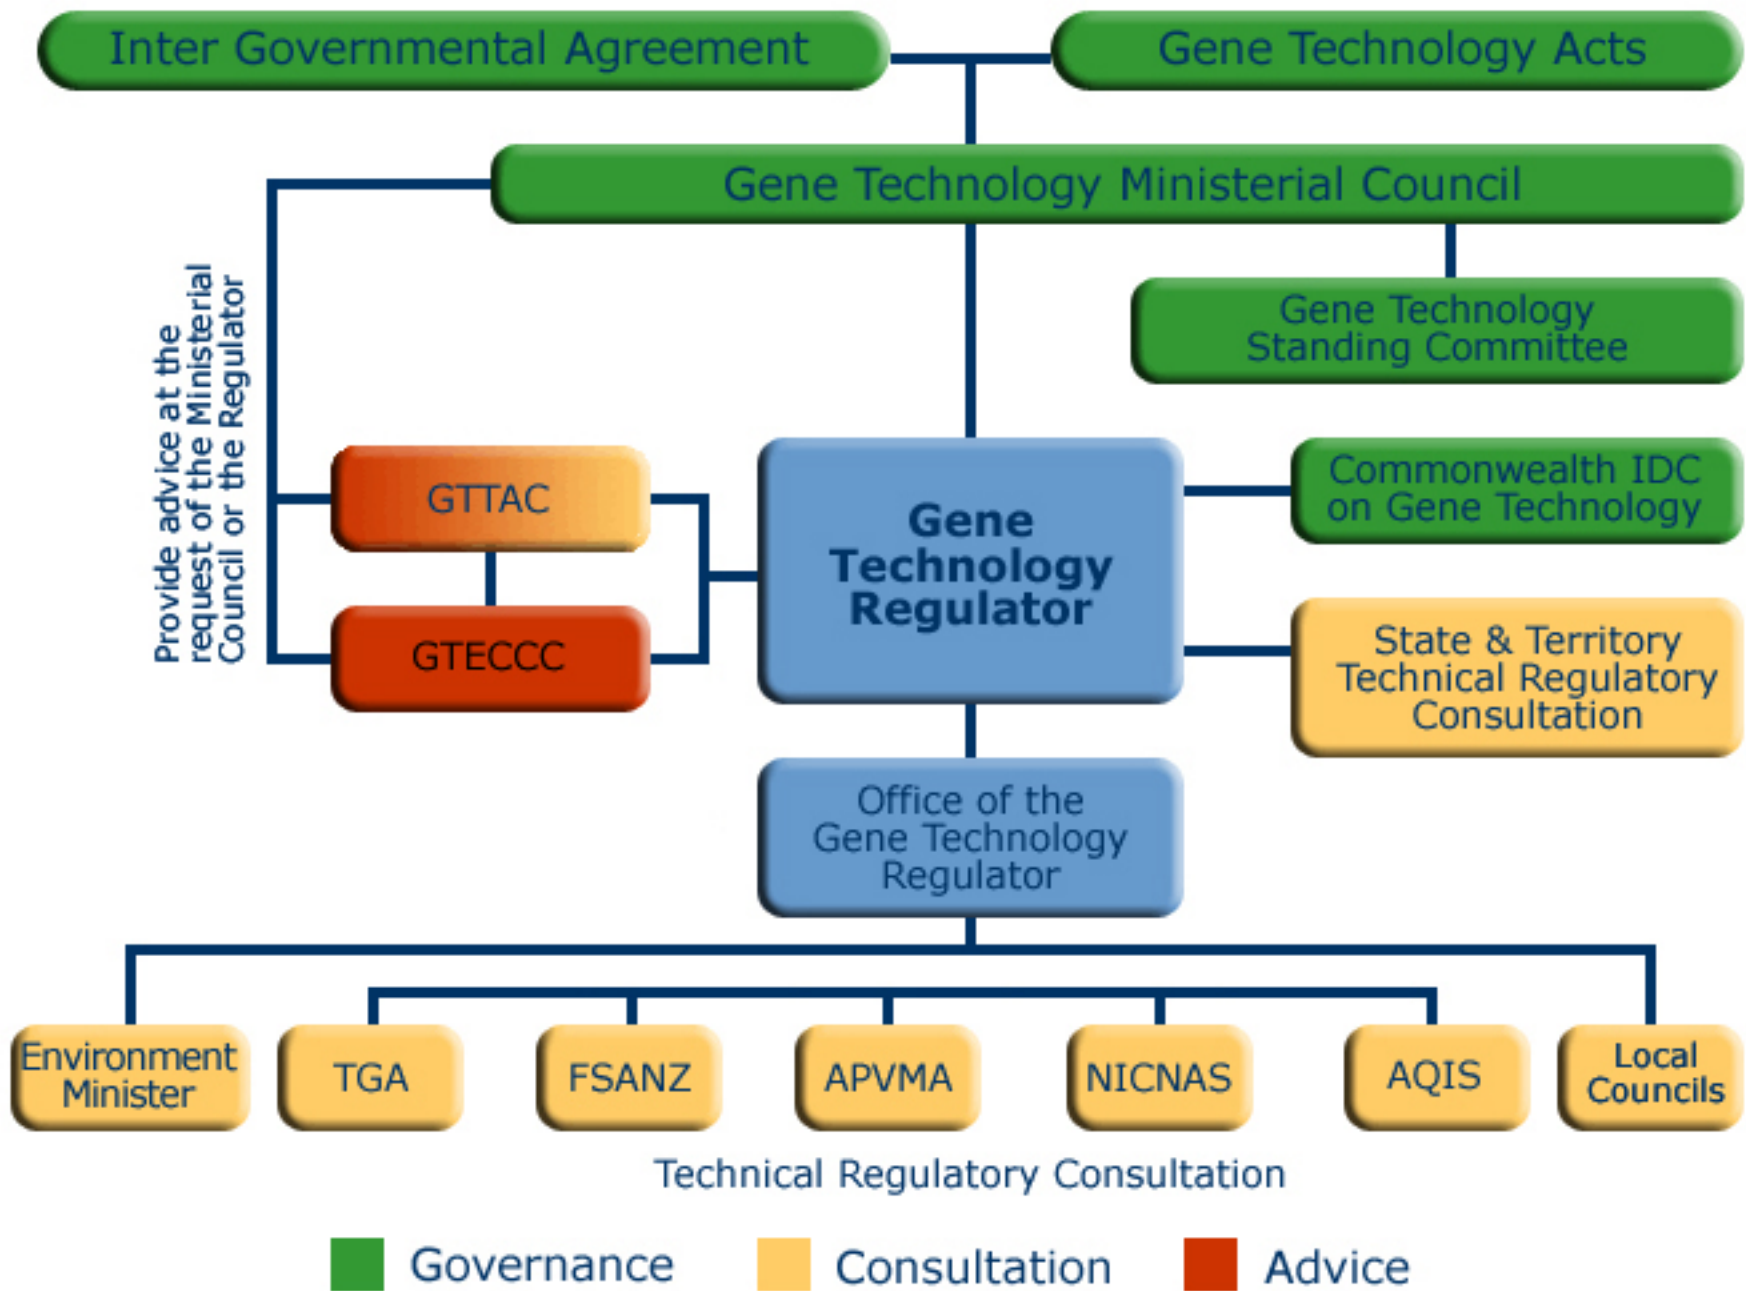 Inter Governmental Agreement
Gene Technology Acts
Gene Technology Ministerial Council
Gene Technology
Standing Committee
Provide advice at the
request of the Ministerial
Council or the Regulator
GTTAC
GTECCC
Gene
Technology
Regulator
Commonwealth IDC
on Gene Technology
State & Territory
Technical Regulatory
Consultation
Office of the
Gene Technology
Regulator
Environment
Minister
TGA
FSANZ
APVMA
NICNAS
AQIS
Local
Councils
Technical Regulatory Consultation
Governance
Consultation
Advice